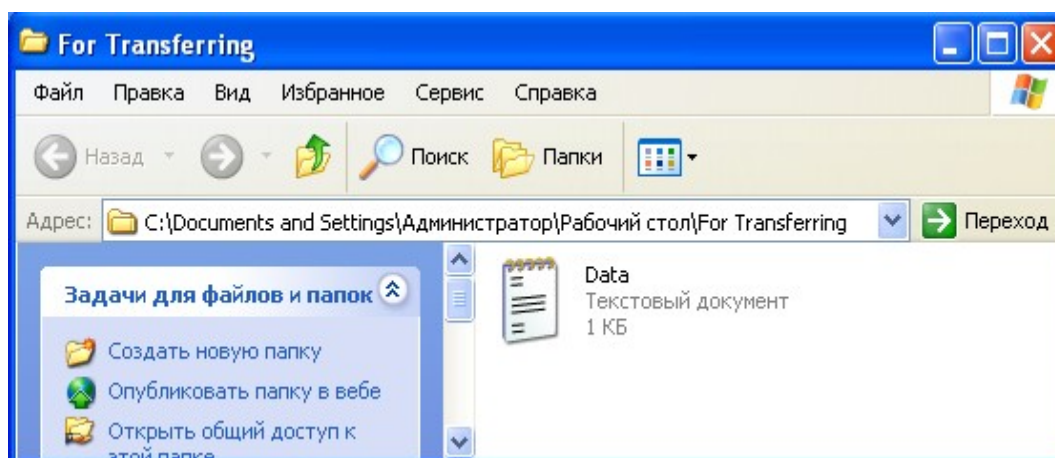 For Transferring
Файл Правка Вид Избранное Сервис Справка
Назад Поиск Папки
Адрес: C:\Documents and Settings\Администратор\Рабочий стол\For Transferring Переход
Задачи для файлов и папок
Создать новую папку
Опубликовать папку в вебе
Открыть общий доступ к
этой папке
Data
Текстовый документ
1 КБ